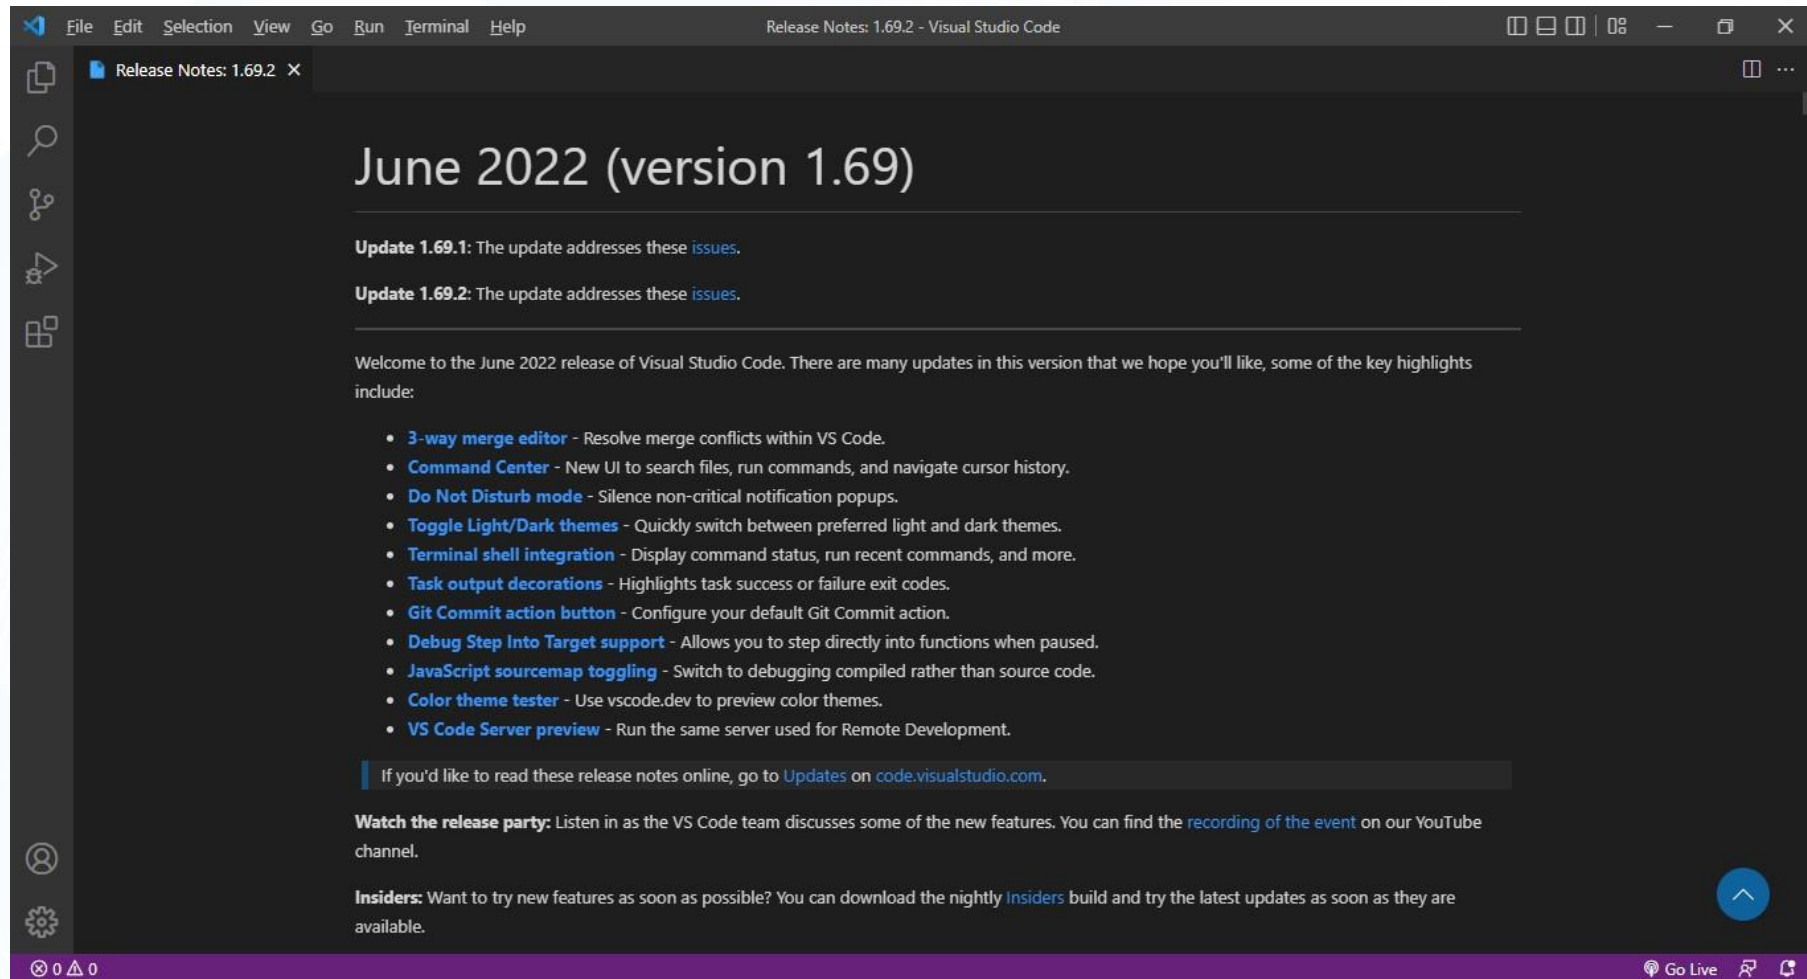 File Edit Selection View Go Run Terminal Help Release Notes: 1.69.2 - Visual Studio Code
Release Notes: 1.69.2
June 2022 (version 1.69)
Update 1.69.1: The update addresses these issues.
Update 1.69.2: The update addresses these issues.
Welcome to the June 2022 release of Visual Studio Code. There are many updates in this version that we hope you'll like, some of the key highlights
include:
• 3-way merge editor - Resolve merge conflicts within VS Code.
• Command Center - New UI to search files, run commands, and navigate cursor history.
• Do Not Disturb mode - Silence non-critical notification popups.
• Toggle Light/Dark themes - Quickly switch between preferred light and dark themes.
• Terminal shell integration - Display command status, run recent commands, and more.
• Task output decorations - Highlights task success or failure exit codes.
• Git Commit action button - Configure your default Git Commit action.
• Debug Step Into Target support - Allows you to step directly into functions when paused.
• JavaScript sourcemap toggling - Switch to debugging compiled rather than source code.
• Color theme tester - Use vscode.dev to preview color themes.
• VS Code Server preview - Run the same server used for Remote Development.
If you'd like to read these release notes online, go to Updates on code.visualstudio.com.
Watch the release party: Listen in as the VS Code team discusses some of the new features. You can find the recording of the event on our YouTube
channel.
Insiders: Want to try new features as soon as possible? You can download the nightly Insiders build and try the latest updates as soon as they are
available.
0 0 Go Live